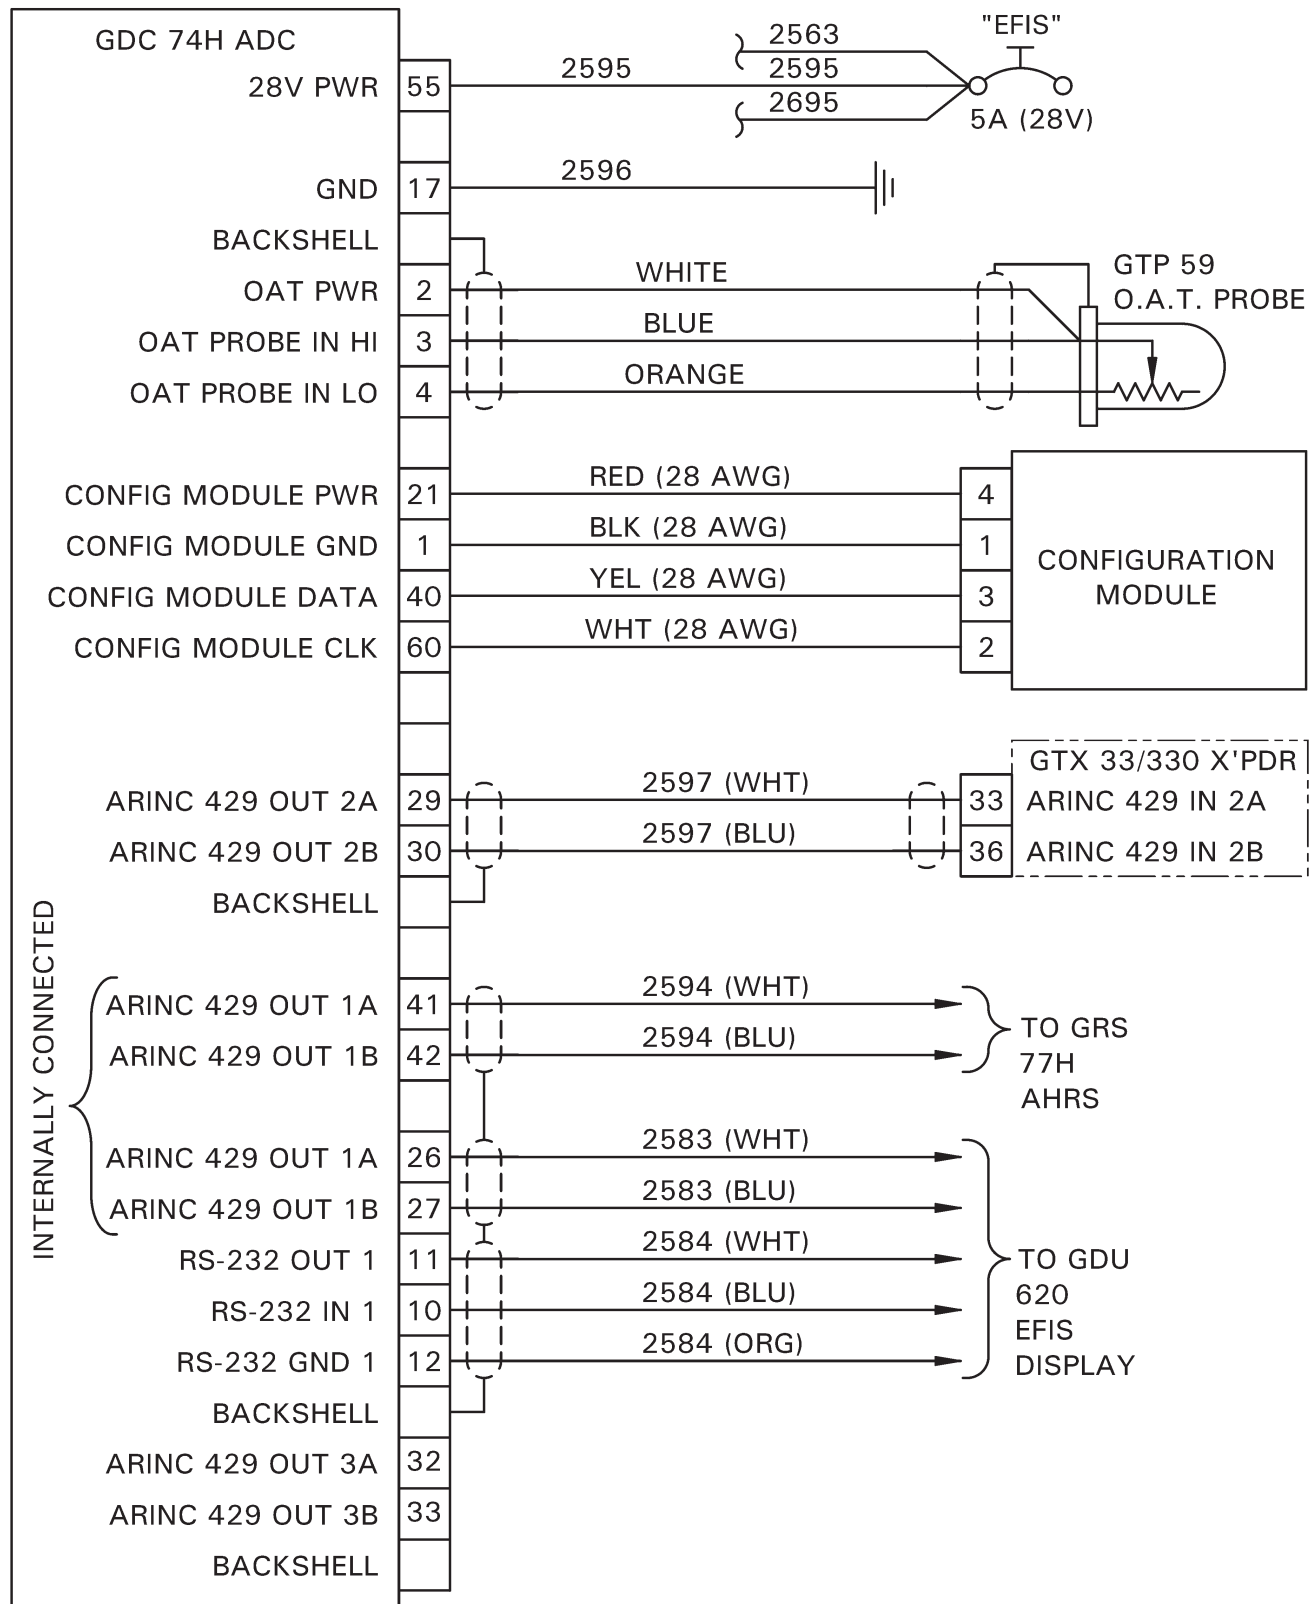 GDC 74H ADC
"EFIS"
5A (28V)
2563
28V PWR 55 2595 2595
2695
GND 17 2596
BACKSHELL
OAT PWR 2 WHITE
OAT PROBE IN HI 3 BLUE
OAT PROBE IN LO 4 ORANGE
GTP 59
O.A.T. PROBE
CONFIG MODULE PWR 21 RED (28 AWG) 4
CONFIG MODULE GND 1 BLK (28 AWG) 1
CONFIG MODULE DATA 40 YEL (28 AWG) 3
CONFIG MODULE CLK 60 WHT (28 AWG) 2
CONFIGURATION
MODULE
GTX 33/330 X'PDR
ARINC 429 OUT 2A 29 2597 (WHT) 33 ARINC 429 IN 2A
ARINC 429 OUT 2B 30 2597 (BLU) 36 ARINC 429 IN 2B
BACKSHELL
INTERNALLY CONNECTED
ARINC 429 OUT 1A 41 2594 (WHT)
ARINC 429 OUT 1B 42 2594 (BLU)
TO GRS
77H
AHRS
ARINC 429 OUT 1A 26 2583 (WHT)
ARINC 429 OUT 1B 27 2583 (BLU)
RS-232 OUT 1 11 2584 (WHT)
RS-232 IN 1 10 2584 (BLU)
RS-232 GND 1 12 2584 (ORG)
TO GDU
620
EFIS
DISPLAY
BACKSHELL
ARINC 429 OUT 3A 32
ARINC 429 OUT 3B 33
BACKSHELL